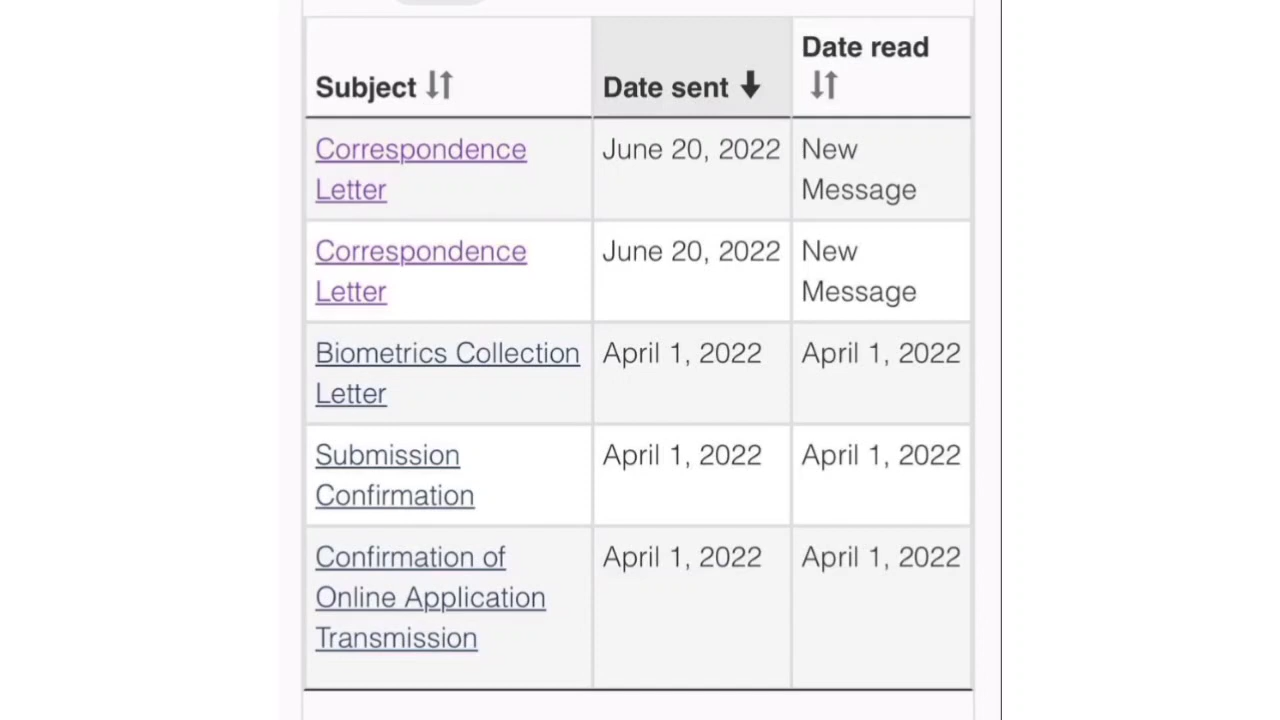 Subject
Date sent
Date read
Correspondence
Letter
June 20, 2022
New
Message
Correspondence
Letter
June 20, 2022
New
Message
Biometrics Collection
Letter
April 1, 2022
April 1, 2022
Submission
Confirmation
April 1, 2022
April 1, 2022
Confirmation of
Online Application
Transmission
April 1, 2022
April 1, 2022